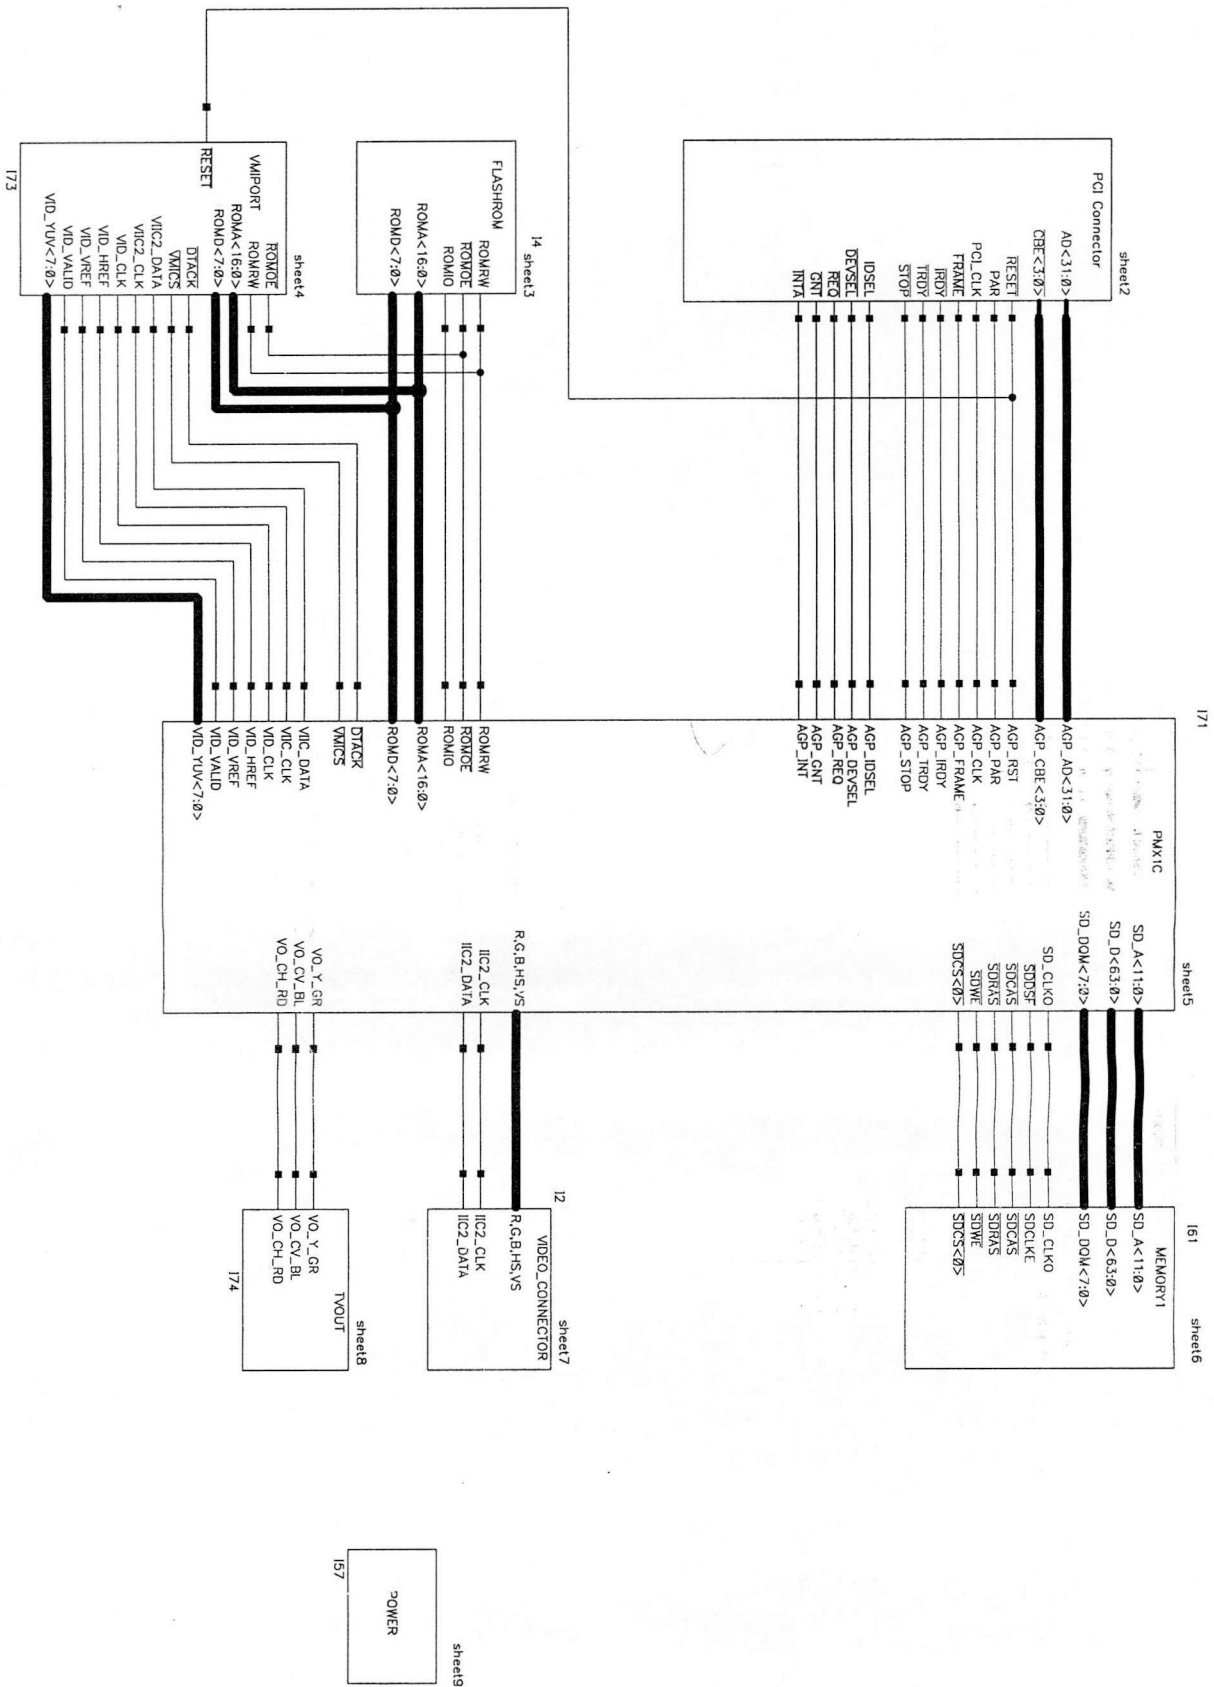 PCI Connector
sheet2
AD<31:0>
CBE<3:0>
RESET
PAR
PCI_CLK
FRAME
IRDY
TRDY
STOP
IDSEL
DEVSEL
REQ
GNT
INTA
I4
sheet3
FLASHROM
ROMRW
ROMOE
ROMIO
ROMA<16:0>
ROMD<7:0>
sheet4
VMIPORT
RESET
ROMOE
ROMRW
ROMA<16:0>
ROMD<7:0>
DTACK
VMICS
VIIC2_DATA
VIIC2_CLK
VID_CLK
VID_HREF
VID_VREF
VID_VALID
VID_YUV<7:0>
I73
I71
PMX1C
sheet5
AGP_AD<31:0>
AGP_CBE<3:0>
AGP_RST
AGP_PAR
AGP_CLK
AGP_FRAME
AGP_IRDY
AGP_TRDY
AGP_STOP
AGP_IDSEL
AGP_DEVSEL
AGP_REQ
AGP_GNT
AGP_INT
ROMRW
ROMOE
ROMIO
ROMA<16:0>
ROMD<7:0>
DTACK
VMICS
VIIC_DATA
VIIC_CLK
VID_CLK
VID_HREF
VID_VREF
VID_VALID
VID_YUV<7:0>
SD_A<11:0>
SD_D<63:0>
SD_DQM<7:0>
SD_CLKO
SDDSF
SDCAS
SDRAS
SDWE
SDCS<0>
R,G,B,HS,VS
IIC2_CLK
IIC2_DATA
VO_Y_GR
VO_CV_BL
VO_CH_RD
I61
MEMORY1
sheet6
SD_A<11:0>
SD_D<63:0>
SD_DQM<7:0>
SD_CLKO
SDCLKE
SDCAS
SDRAS
SDWE
SDCS<0>
I2
VIDEO_CONNECTOR
sheet7
R,G,B,HS,VS
IIC2_CLK
IIC2_DATA
TVOUT
sheet8
VO_Y_GR
VO_CV_BL
VO_CH_RD
I74
POWER
sheet9
I57